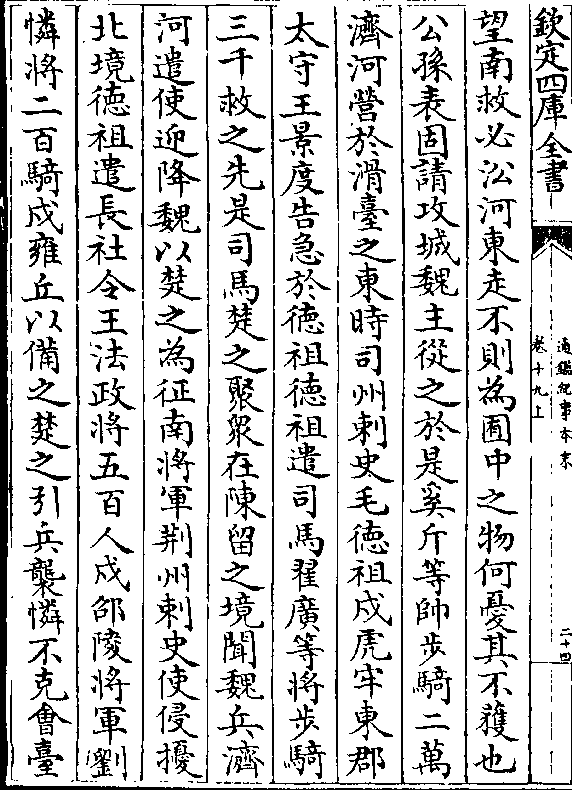 欽定四庫全書
通鑑紀事本末
卷十九上
二十四
望南救必沿河東走不則為囿中之物何憂其不獲也
公孫表固請攻城魏主從之於是奚斤等帥步騎二萬
濟河營於滑臺之東時司州刺史毛德祖戍虎牢東郡
太守王景度告急於德祖德祖遣司馬翟廣等將步騎
三千救之先是司馬楚之聚眾在陳留之境聞魏兵濟
河遣使迎降魏以楚之為征南將軍荆州刺史使侵擾
北境德祖遣長社令王法政將五百人戍邵陵將軍劉
憐將二百騎戍雍丘以備之楚之引兵襲憐不克會臺